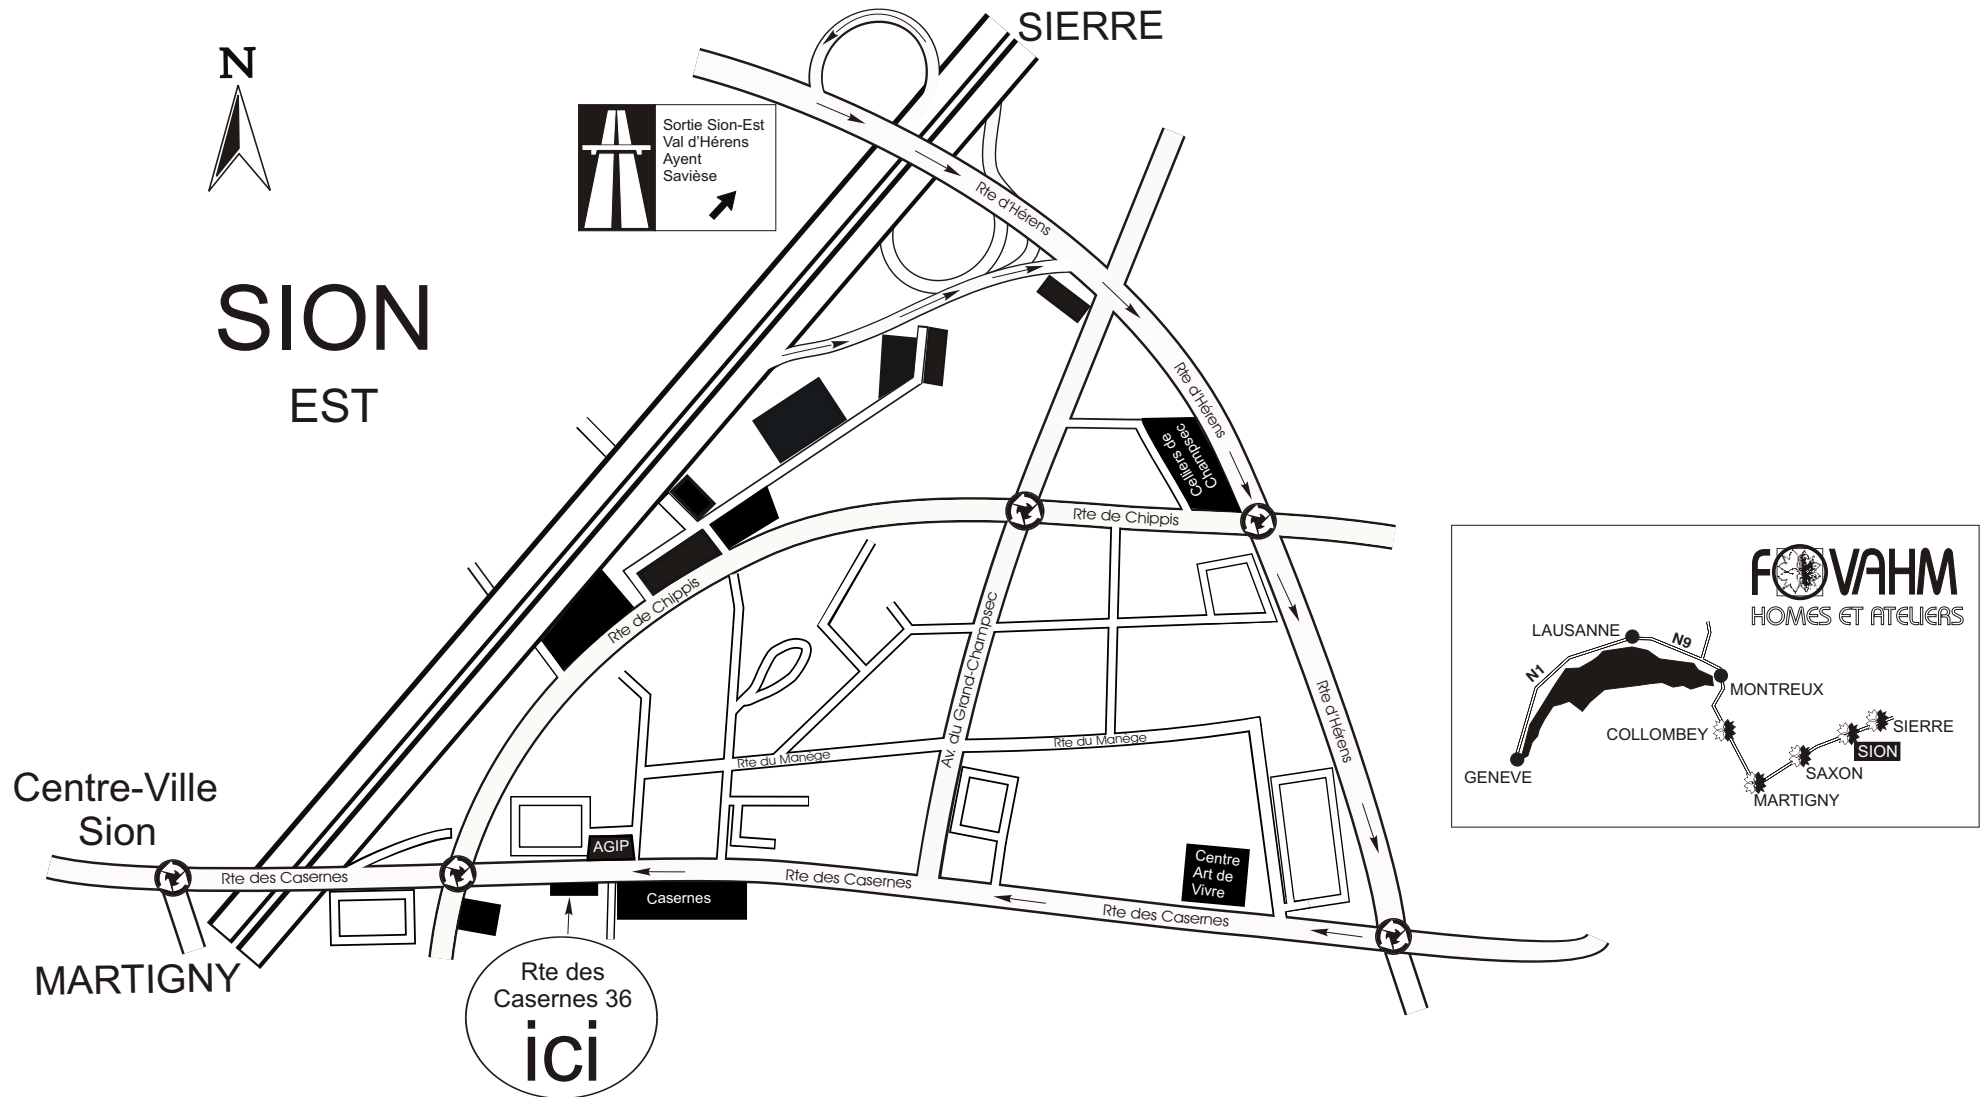 SIERRE
N
Sortie Sion-Est
Val d'Hérens
Ayent
Savièse
Rte d'Hérens
SION
EST
Rte d'Hérens
Celliers de
Champsec
Rte de Chippis
Rte de Chippis
Av. du Grand-Champsec
Rte d'Hérens
Rte du Manège
Rte du Manège
Centre-Ville
Sion
AGIP
Rte des Casernes
Rte des Casernes
Casernes
Centre
Art de
Vivre
Rte des Casernes
MARTIGNY
Rte des
Casernes 36
ici
FOVAHM
HOMES ET ATELIERS
LAUSANNE
N9
N1
MONTREUX
COLLOMBEY
SIERRE
SION
GENEVE
SAXON
MARTIGNY